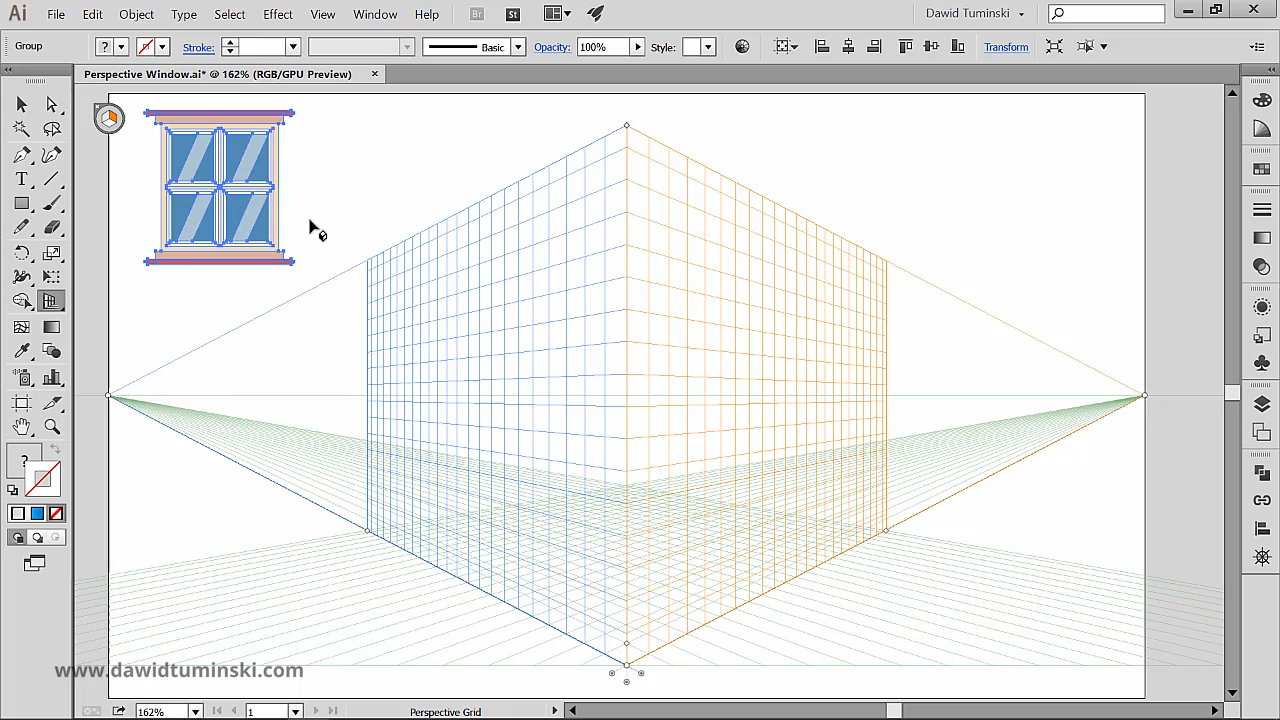 Ai File Edit Object Type Select Effect View Window Help Br St Dawid Tuminski
Group ? Stroke: Basic Opacity: 100% Style: Transform
Perspective Window.ai* @ 162% (RGB/GPU Preview) ×
T
?
www.dawidtuminski.com
162% 1 Perspective Grid